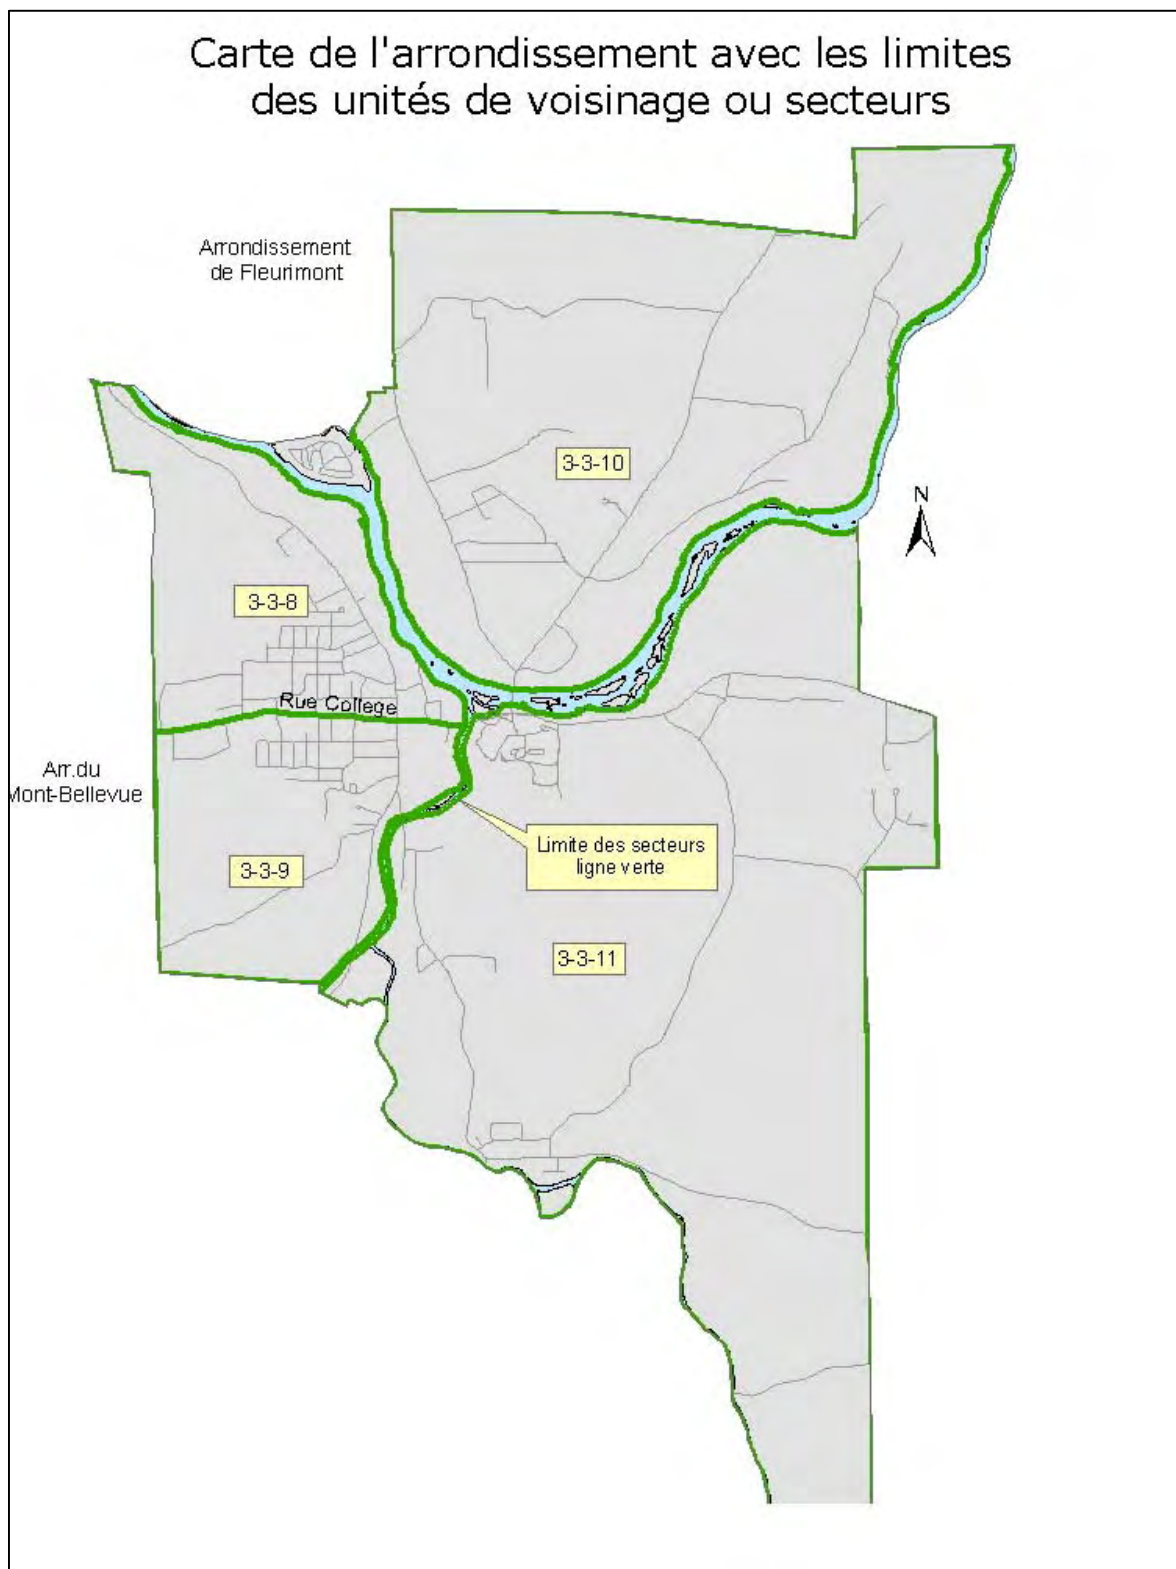 Carte de l'arrondissement avec les limites
des unités de voisinage ou secteurs
Arrondissement
de Fleurimont
3-3-10
N
3-3-8
Rue College
Arr.du
Mont-Bellevue
Limite des secteurs
ligne verte
3-3-9
3-3-11